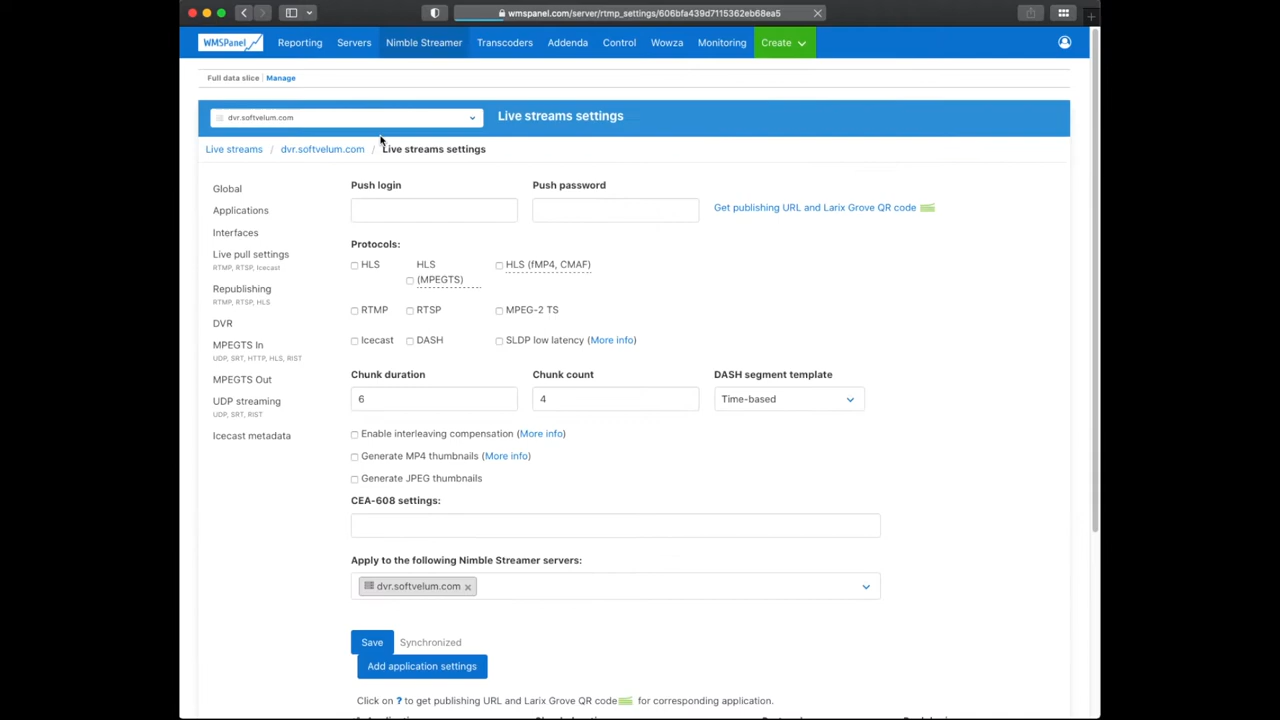 wmspanel.com/server/rtmp_settings/606bfa439d7115362eb68ea5
WMSPanel Reporting Servers Nimble Streamer Transcoders Addenda Control Wowza Monitoring Create
Full data slice | Manage
dvr.softvelum.com Live streams settings
Live streams / dvr.softvelum.com / Live streams settings
Global
Applications
Interfaces
Live pull settings
RTMP, RTSP, Icecast
Republishing
RTMP, RTSP, HLS
DVR
MPEGTS In
UDP, SRT, HTTP, HLS, RIST
MPEGTS Out
UDP streaming
UDP, SRT, RIST
Icecast metadata
Push login Push password
Get publishing URL and Larix Grove QR code
Protocols:
HLS HLS (MPEGTS) HLS (fMP4, CMAF)
RTMP RTSP MPEG-2 TS
Icecast DASH SLDP low latency (More info)
Chunk duration Chunk count DASH segment template
6 4 Time-based
Enable interleaving compensation (More info)
Generate MP4 thumbnails (More info)
Generate JPEG thumbnails
CEA-608 settings:
Apply to the following Nimble Streamer servers:
dvr.softvelum.com ×
Save Synchronized
Add application settings
Click on ? to get publishing URL and Larix Grove QR code for corresponding application.